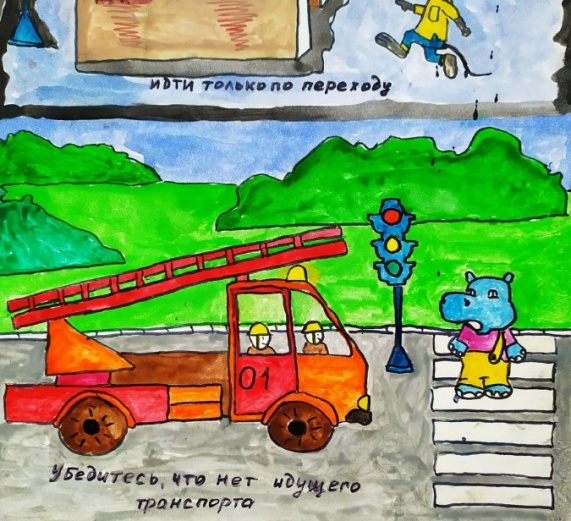 идти только по переходу
01
Убедитесь, что нет идущего
транспорта